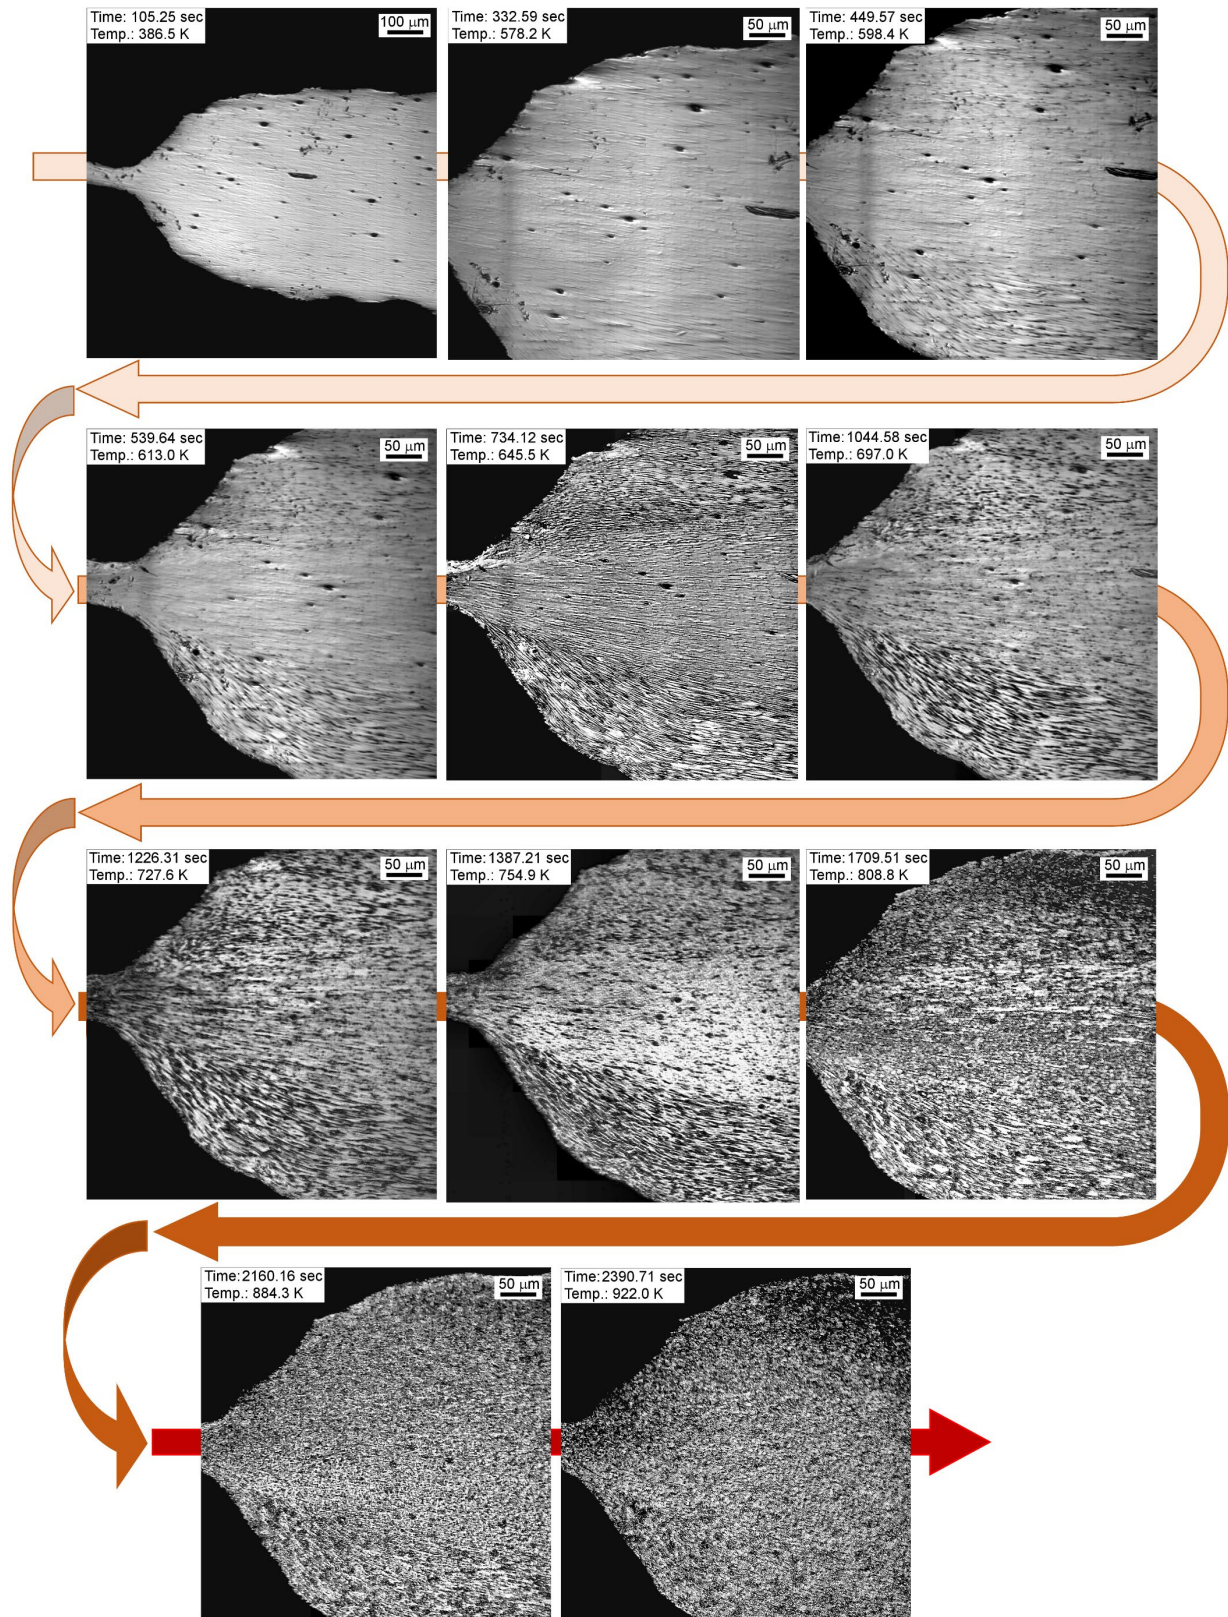 Time: 105.25 sec
Temp.: 386.5 K
100 μm
Time: 332.59 sec
Temp.: 578.2 K
50 μm
Time: 449.57 sec
Temp.: 598.4 K
50 μm
Time: 539.64 sec
Temp.: 613.0 K
50 μm
Time: 734.12 sec
Temp.: 645.5 K
50 μm
Time:1044.58 sec
Temp.: 697.0 K
50 μm
Time:1226.31 sec
Temp.: 727.6 K
50 μm
Time:1387.21 sec
Temp.: 754.9 K
50 μm
Time:1709.51 sec
Temp.: 808.8 K
50 μm
Time:2160.16 sec
Temp.: 884.3 K
50 μm
Time:2390.71 sec
Temp.: 922.0 K
50 μm